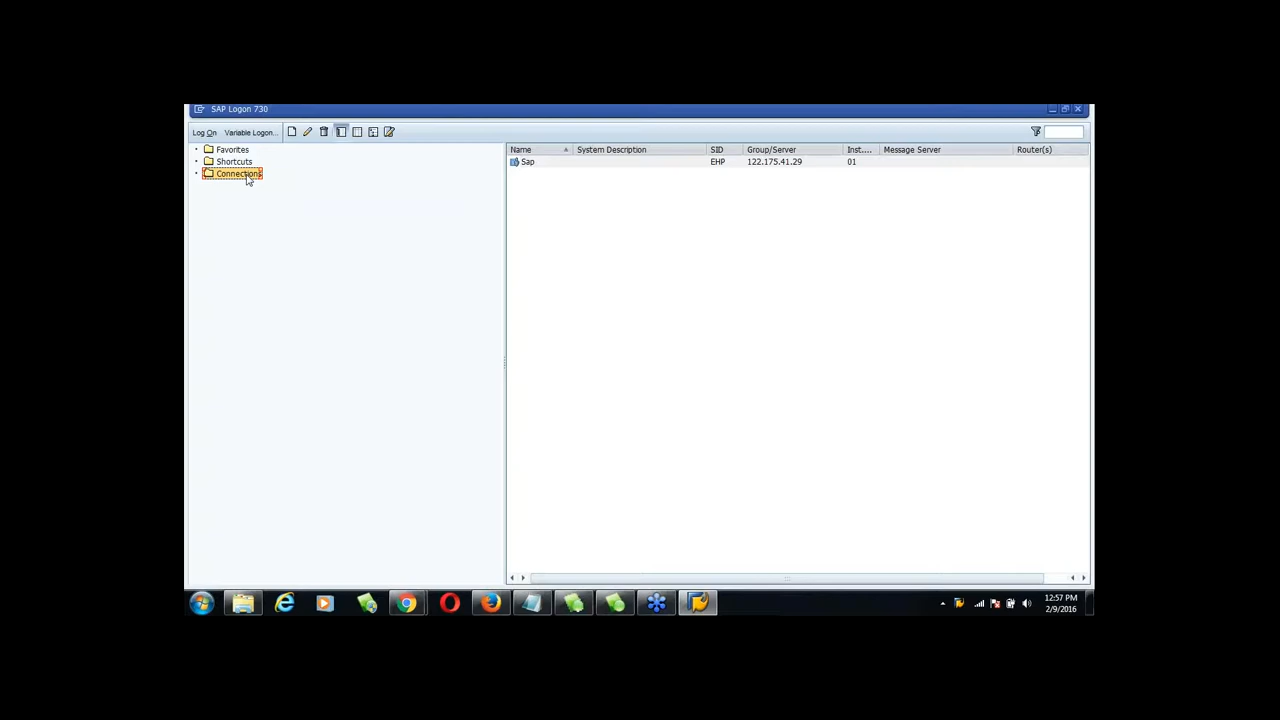 SAP Logon 730
Log On Variable Logon...
Favorites
Shortcuts
Connections
Name System Description SID Group/Server Inst.... Message Server Router(s)
Sap EHP 122.175.41.29 01
12:57 PM
2/9/2016